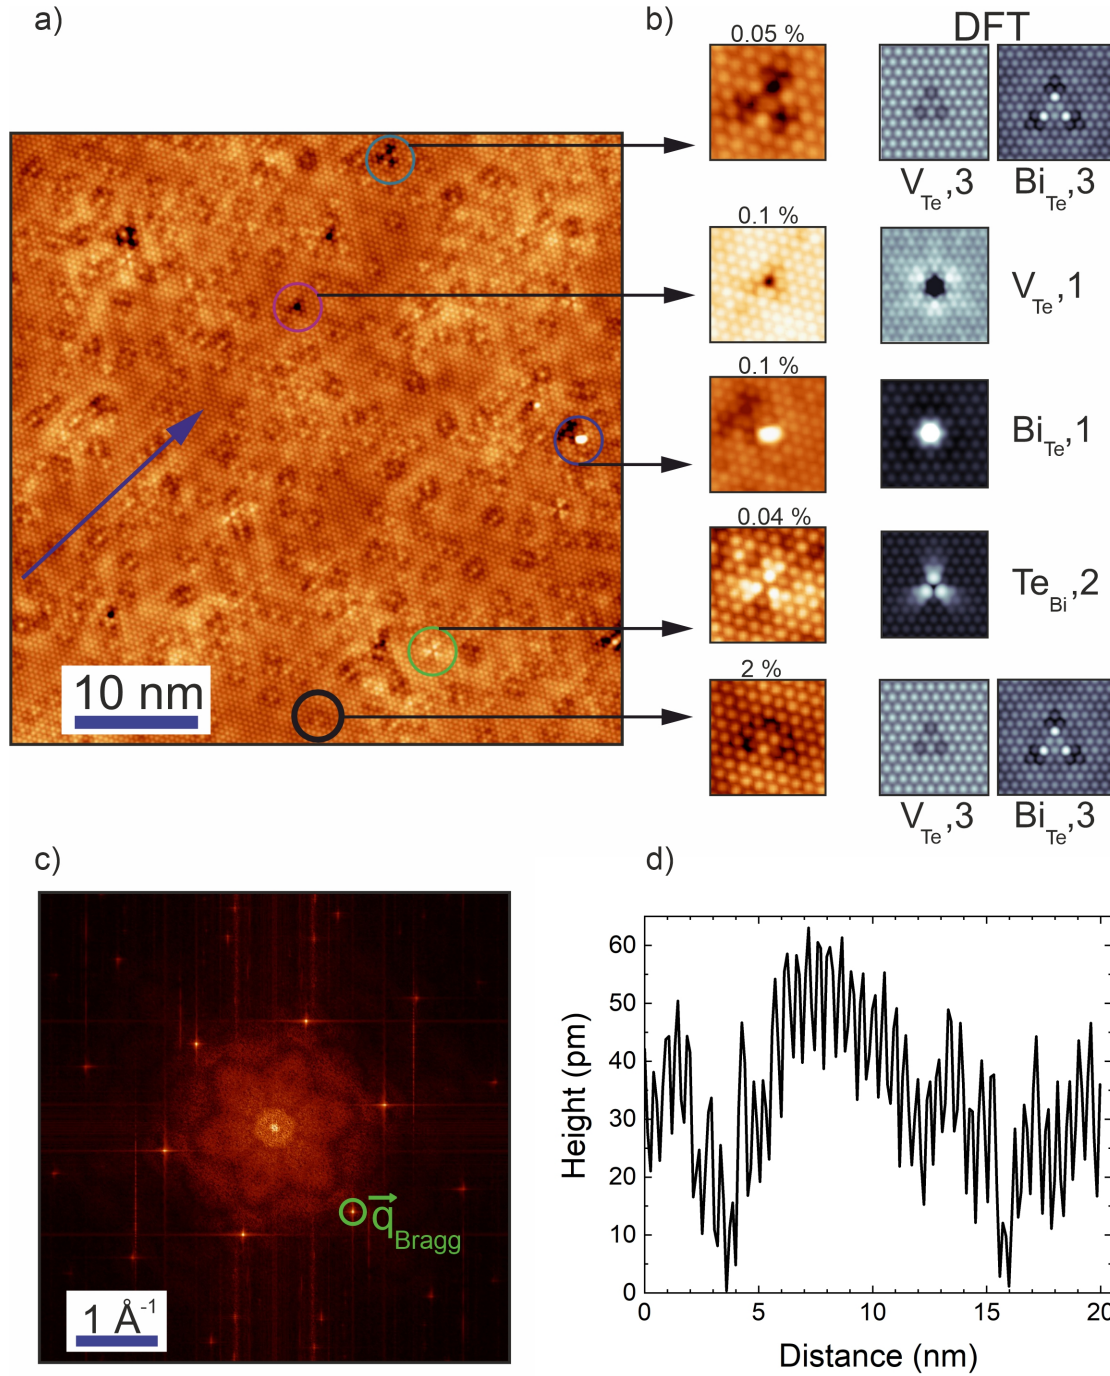 a)
b)
DFT
0.05 %
V_Te,3
Bi_Te,3
0.1 %
V_Te,1
0.1 %
Bi_Te,1
0.04 %
Te_Bi,2
2 %
V_Te,3
Bi_Te,3
10 nm
c)
d)
q_Bragg
1 Å⁻¹
Height (pm)
60
50
40
30
20
10
0
0
5
10
15
20
Distance (nm)